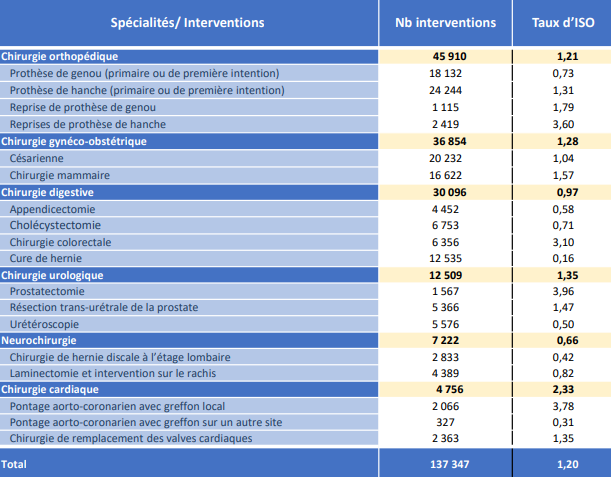 Spécialités/ Interventions Nb interventions Taux d’ISO
Chirurgie orthopédique 45 910 1,21
Prothèse de genou (primaire ou de première intention) 18 132 0,73
Prothèse de hanche (primaire ou de première intention) 24 244 1,31
Reprise de prothèse de genou 1 115 1,79
Reprises de prothèse de hanche 2 419 3,60
Chirurgie gynéco-obstétrique 36 854 1,28
Césarienne 20 232 1,04
Chirurgie mammaire 16 622 1,57
Chirurgie digestive 30 096 0,97
Appendicectomie 4 452 0,58
Cholécystectomie 6 753 0,71
Chirurgie colorectale 6 356 3,10
Cure de hernie 12 535 0,16
Chirurgie urologique 12 509 1,35
Prostatectomie 1 567 3,96
Résection trans-urétrale de la prostate 5 366 1,47
Urétéroscopie 5 576 0,50
Neurochirurgie 7 222 0,66
Chirurgie de hernie discale à l’étage lombaire 2 833 0,42
Laminectomie et intervention sur le rachis 4 389 0,82
Chirurgie cardiaque 4 756 2,33
Pontage aorto-coronarien avec greffon local 2 066 3,78
Pontage aorto-coronarien avec greffon sur un autre site 327 0,31
Chirurgie de remplacement des valves cardiaques 2 363 1,35
Total 137 347 1,20